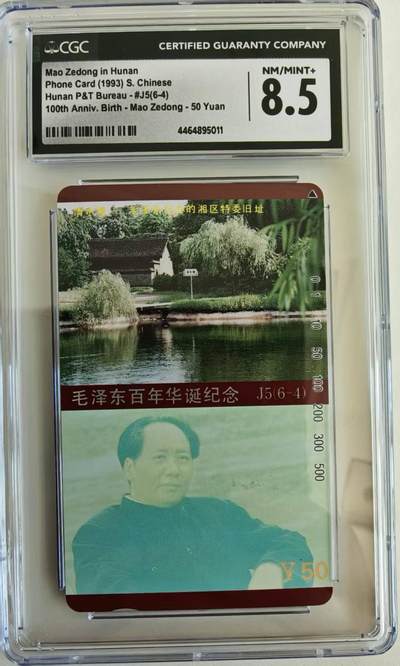 CGC
CERTIFIED GUARANTY COMPANY
Mao Zedong in Hunan
Phone Card (1993) S. Chinese
Hunan P&T Bureau - #J5(6-4)
100th Anniv. Birth - Mao Zedong - 50 Yuan
NM/MINT+
8.5
4464895011
的湘区特委旧址
0 1 10 50 100 200 300 500
毛泽东百年华诞纪念 J5(6-4)
¥50